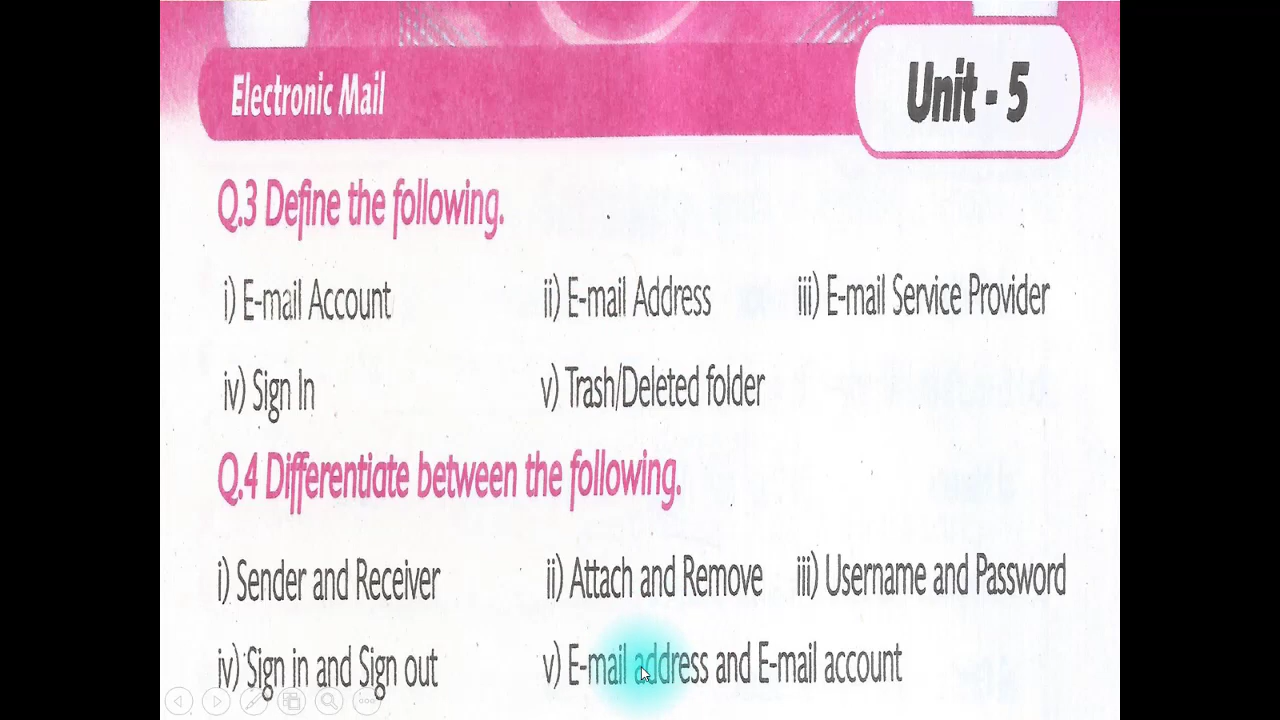 Electronic Mail
Unit - 5
Q.3 Define the following.
i) E-mail Account ii) E-mail Address iii) E-mail Service Provider
iv) Sign In v) Trash/Deleted folder
Q.4 Differentiate between the following.
i) Sender and Receiver ii) Attach and Remove iii) Username and Password
iv) Sign in and Sign out v) E-mail address and E-mail account